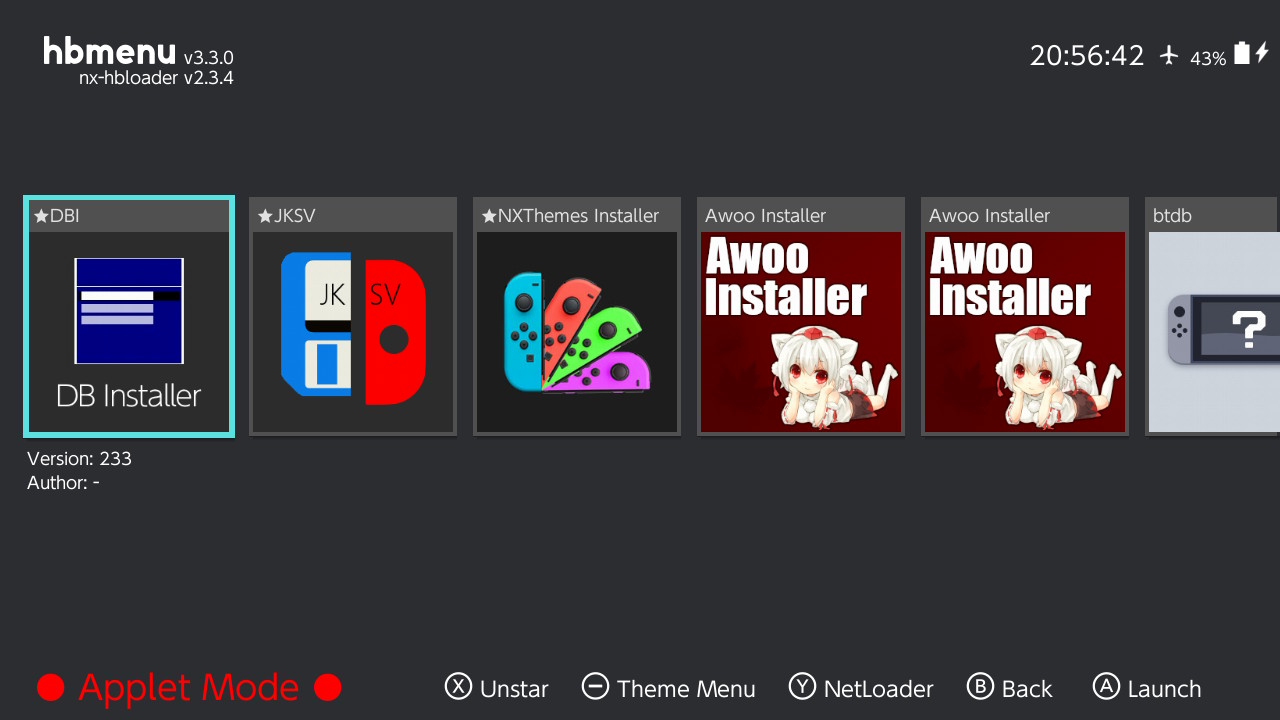 hbmenu v3.3.0
nx-hbloader v2.3.4
20:56:42 43%
★DBI
DB Installer
★JKSV
JK SV
★NXThemes Installer
Awoo Installer
Awoo
Installer
Awoo Installer
Awoo
Installer
btdb
?
Version: 233
Author: -
Applet Mode
X Unstar
− Theme Menu
Y NetLoader
B Back
A Launch